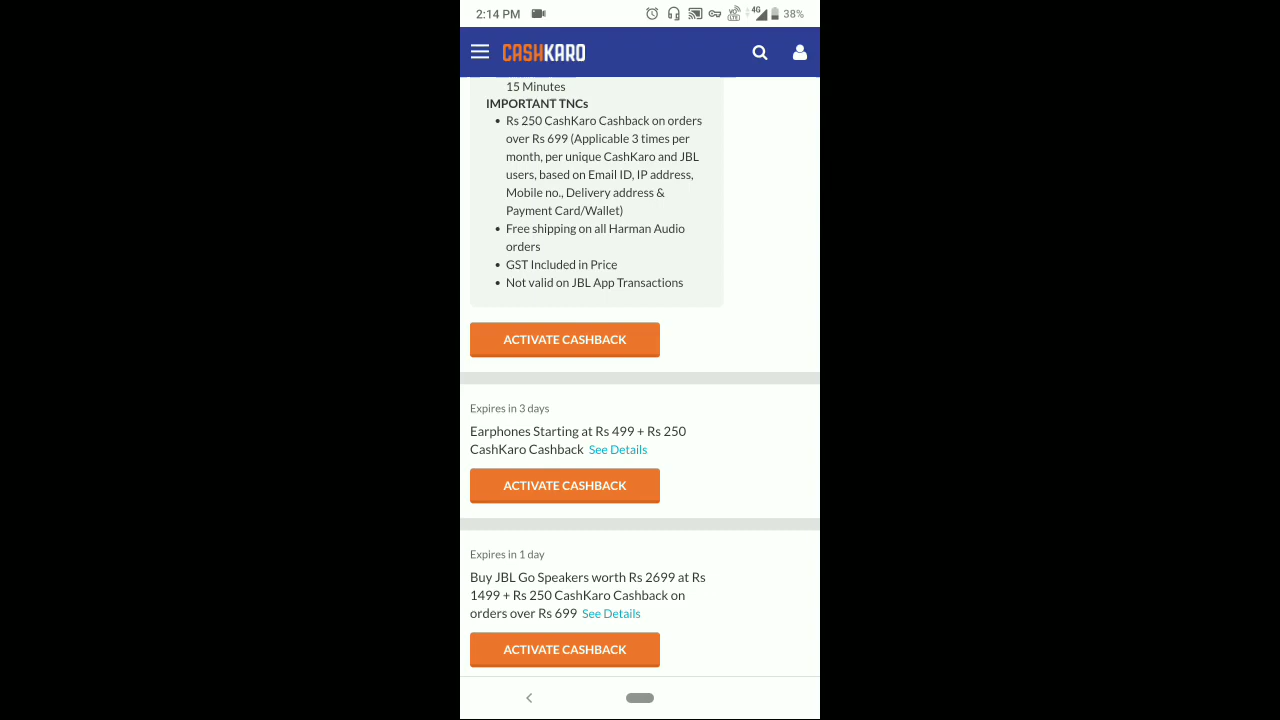 2:14 PM
4G
38%
CASHKARO
15 Minutes
IMPORTANT TNCs
• Rs 250 CashKaro Cashback on orders
over Rs 699 (Applicable 3 times per
month, per unique CashKaro and JBL
users, based on Email ID, IP address,
Mobile no., Delivery address &
Payment Card/Wallet)
• Free shipping on all Harman Audio
orders
• GST Included in Price
• Not valid on JBL App Transactions
ACTIVATE CASHBACK
Expires in 3 days
Earphones Starting at Rs 499 + Rs 250
CashKaro Cashback See Details
ACTIVATE CASHBACK
Expires in 1 day
Buy JBL Go Speakers worth Rs 2699 at Rs
1499 + Rs 250 CashKaro Cashback on
orders over Rs 699 See Details
ACTIVATE CASHBACK